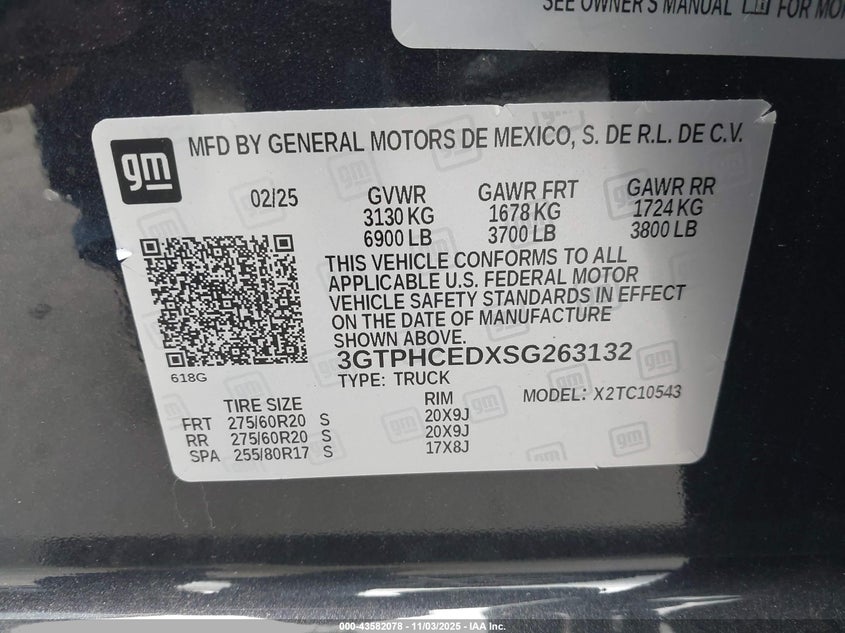 SEE OWNER'S MANUAL FOR MOR
gm MFD BY GENERAL MOTORS DE MEXICO, S. DE R.L. DE C.V.
02/25 GVWR GAWR FRT GAWR RR
3130 KG 1678 KG 1724 KG
6900 LB 3700 LB 3800 LB
THIS VEHICLE CONFORMS TO ALL
APPLICABLE U.S. FEDERAL MOTOR
VEHICLE SAFETY STANDARDS IN EFFECT
ON THE DATE OF MANUFACTURE
SHOWN ABOVE.
3GTPHCEDXSG263132
618G
TYPE: TRUCK MODEL: X2TC10543
TIRE SIZE RIM
FRT 275/60R20 S 20X9J
RR 275/60R20 S 20X9J
SPA 255/80R17 S 17X8J
000-43582078 - 11/03/2025 - IAA Inc.